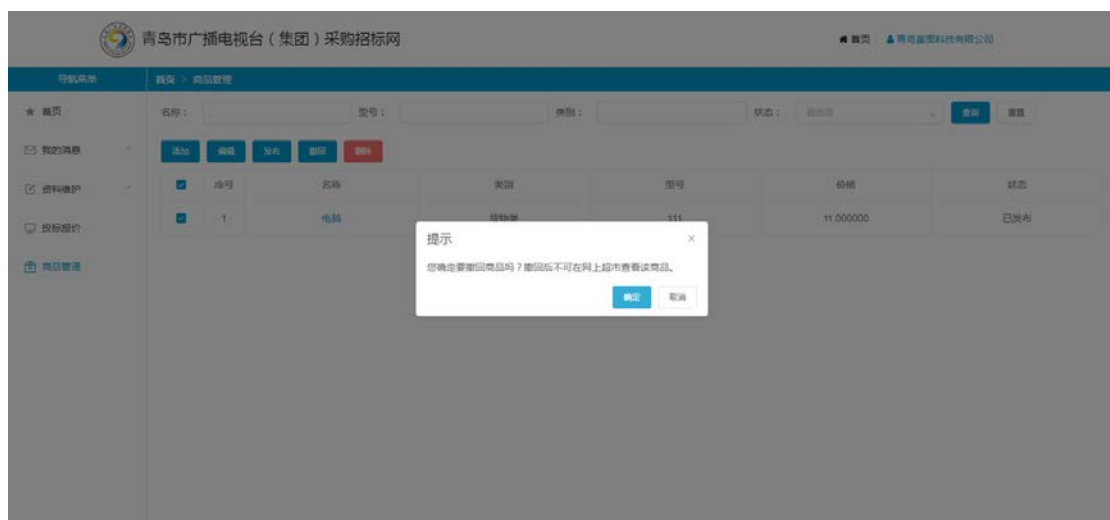 青岛市广播电视台（集团）采购招标网
首页 青岛富图科技有限公司
导航菜单 首页 > 商品管理
首页 名称： 型号： 类别： 状态： 请选择 查询 重置
我的消息 添加 编辑 发布 撤回 删除
资料维护 序号 名称 类别 型号 价格 状态
投标报价 1 电脑 货物类 111 11.000000 已发布
商品管理
提示
您确定要撤回商品吗？撤回后不可在网上超市查看该商品。
确定 取消